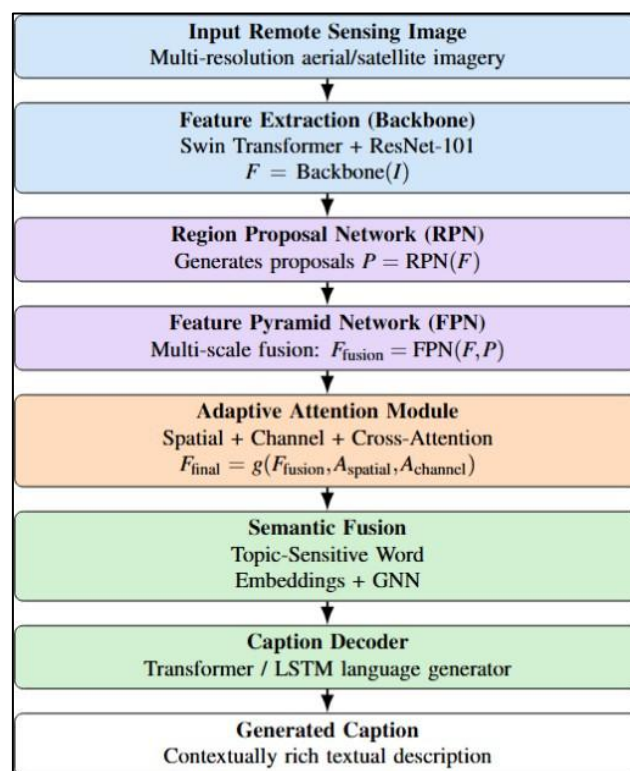 Input Remote Sensing Image
Multi-resolution aerial/satellite imagery
Feature Extraction (Backbone)
Swin Transformer + ResNet-101
F = Backbone(I)
Region Proposal Network (RPN)
Generates proposals P = RPN(F)
Feature Pyramid Network (FPN)
Multi-scale fusion: F_fusion = FPN(F,P)
Adaptive Attention Module
Spatial + Channel + Cross-Attention
F_final = g(F_fusion,A_spatial,A_channel)
Semantic Fusion
Topic-Sensitive Word
Embeddings + GNN
Caption Decoder
Transformer / LSTM language generator
Generated Caption
Contextually rich textual description